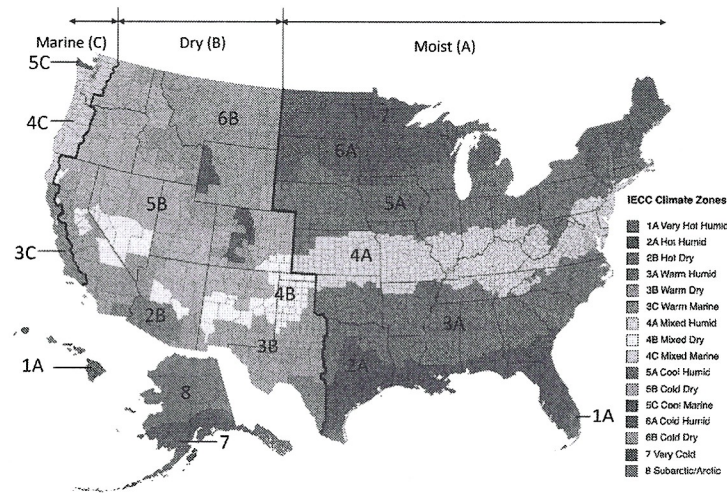 Marine (C)
Dry (B)
Moist (A)
5C
4C
6B
7
6A
5B
5A
3C
4A
4B
2B
3B
3A
2A
1A
8
7
1A
IECC Climate Zones
1A Very Hot Humid
2A Hot Humid
2B Hot Dry
3A Warm Humid
3B Warm Dry
3C Warm Marine
4A Mixed Humid
4B Mixed Dry
4C Mixed Marine
5A Cool Humid
5B Cold Dry
5C Cool Marine
6A Cold Humid
6B Cold Dry
7 Very Cold
8 Subarctic/Arctic